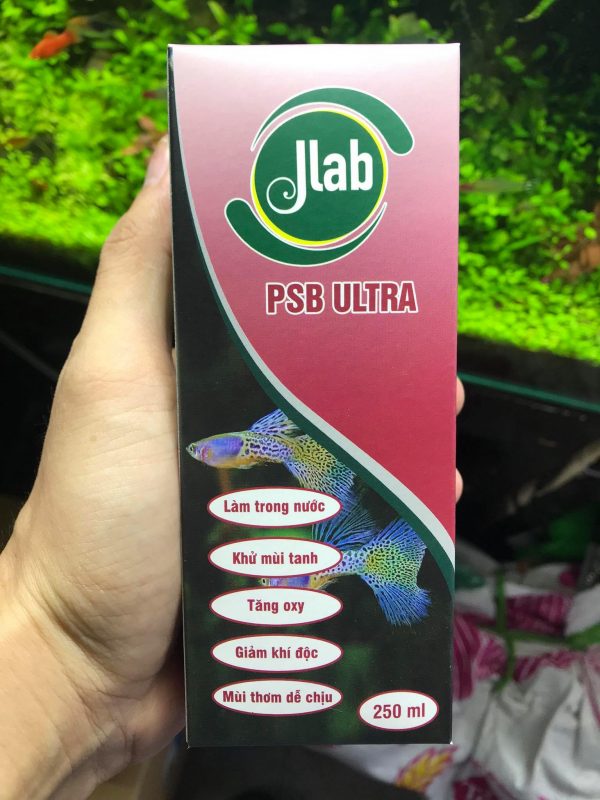 Jlab
PSB ULTRA
Làm trong nước
Khử mùi tanh
Tăng oxy
Giảm khí độc
Mùi thơm dễ chịu
250 ml